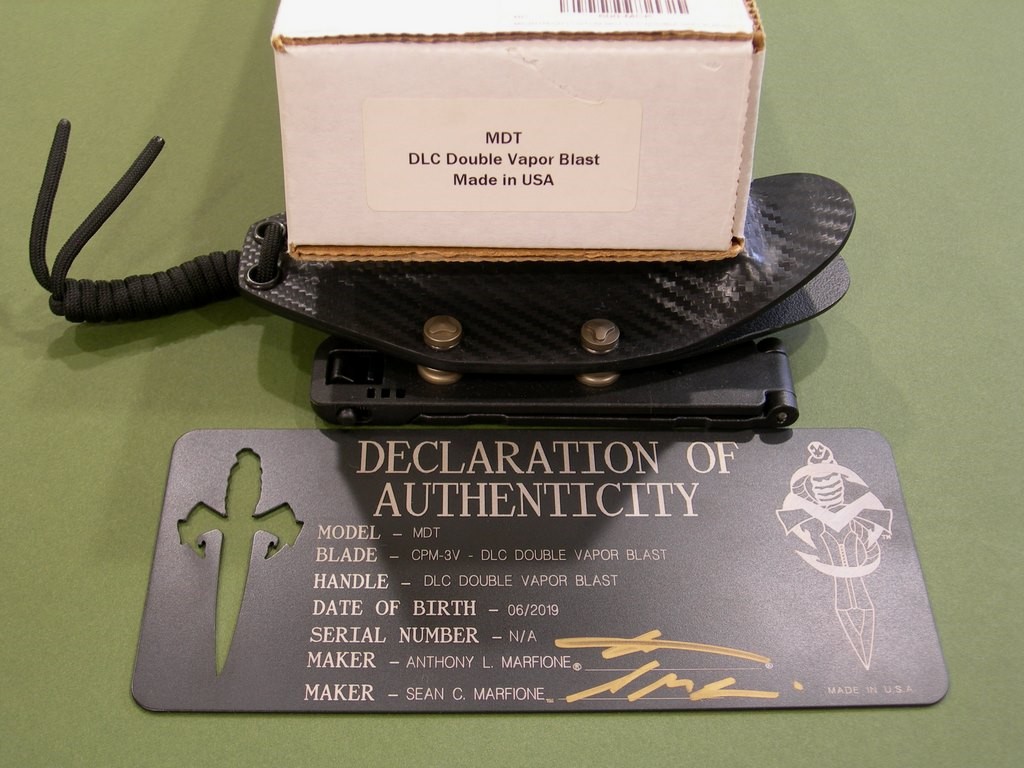 MDT
DLC Double Vapor Blast
Made in USA
DECLARATION OF
AUTHENTICITY
MODEL – MDT
BLADE – CPM-3V - DLC DOUBLE VAPOR BLAST
HANDLE – DLC DOUBLE VAPOR BLAST
DATE OF BIRTH – 06/2019
SERIAL NUMBER – N/A
MAKER – ANTHONY L. MARFIONE®
MAKER – SEAN C. MARFIONE™
MADE IN U.S.A.